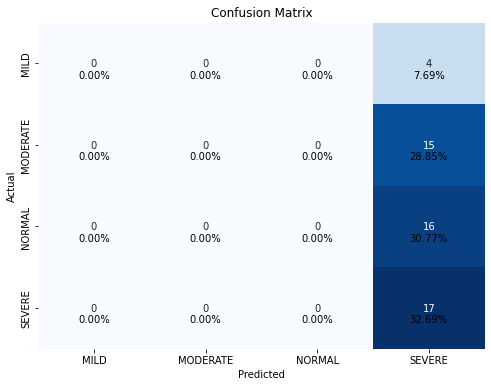 Confusion Matrix
MILD
0
0.00%
0
0.00%
0
0.00%
4
7.69%
MODERATE
0
0.00%
0
0.00%
0
0.00%
15
28.85%
NORMAL
0
0.00%
0
0.00%
0
0.00%
16
30.77%
SEVERE
0
0.00%
0
0.00%
0
0.00%
17
32.69%
Actual
MILD
MODERATE
NORMAL
SEVERE
Predicted